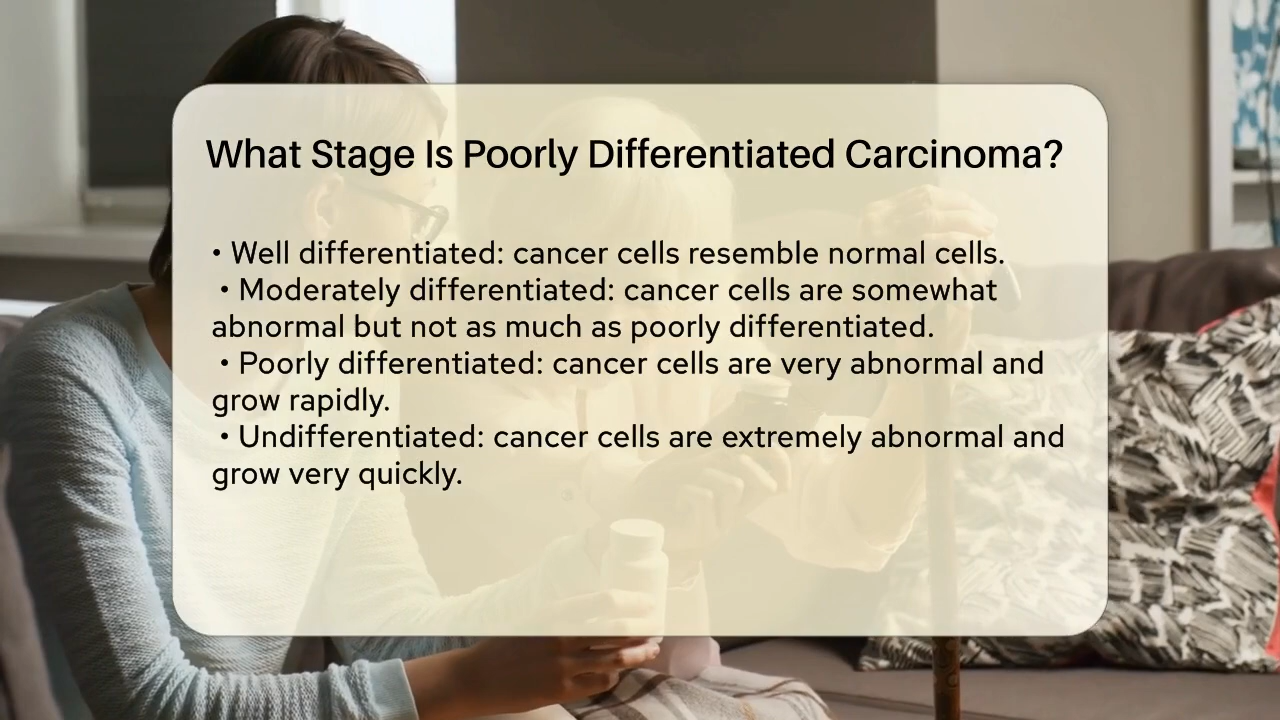 What Stage Is Poorly Differentiated Carcinoma?
• Well differentiated: cancer cells resemble normal cells.
• Moderately differentiated: cancer cells are somewhat
abnormal but not as much as poorly differentiated.
• Poorly differentiated: cancer cells are very abnormal and
grow rapidly.
• Undifferentiated: cancer cells are extremely abnormal and
grow very quickly.